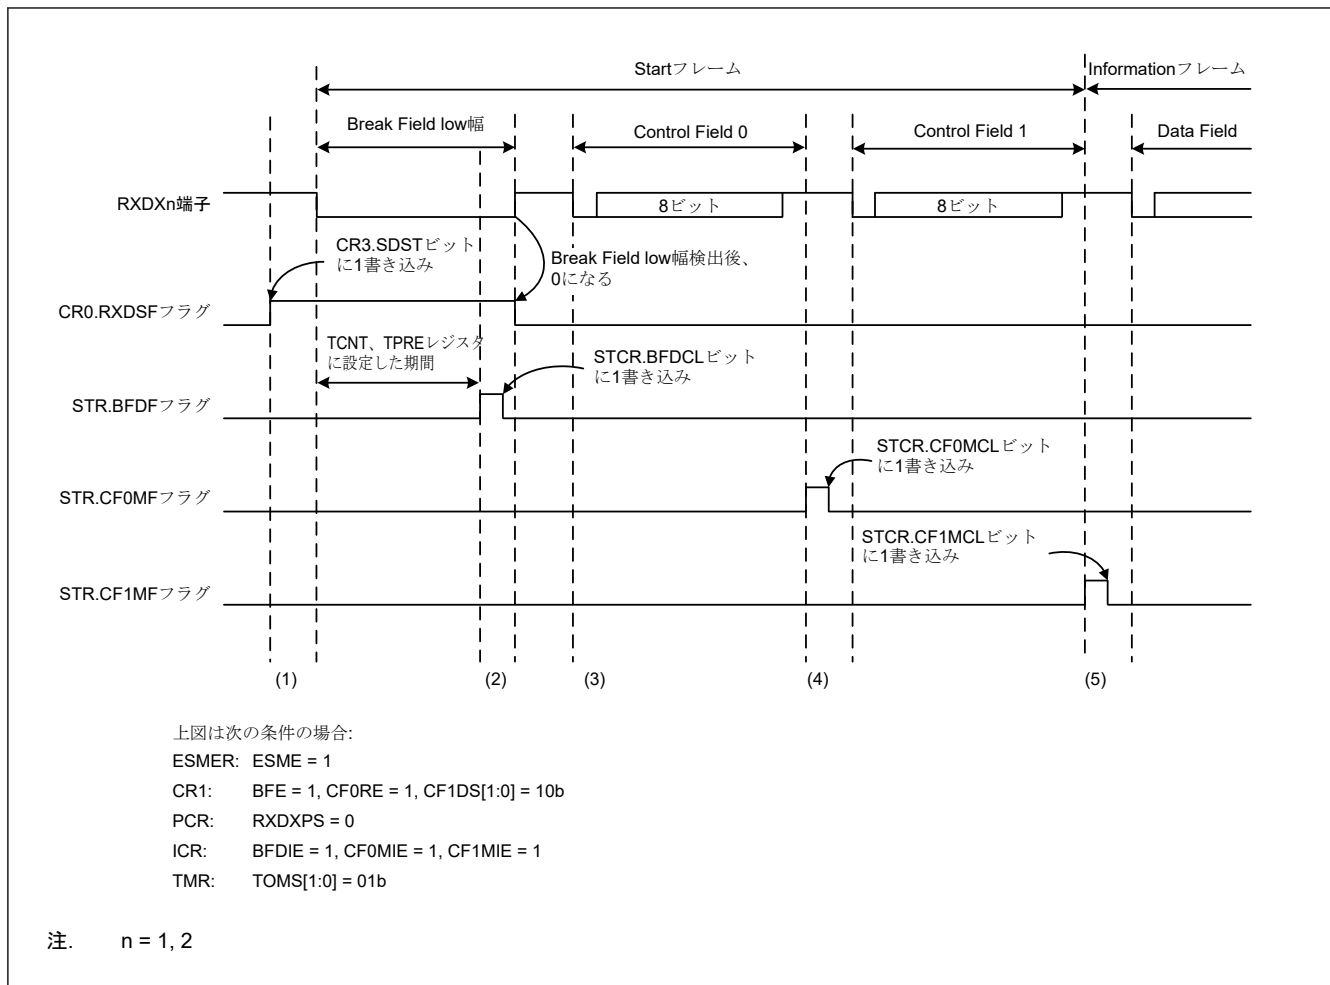 Startフレーム
Informationフレーム
Break Field low幅
Control Field 0
Control Field 1
Data Field
RXDXn端子
8ビット
8ビット
CR3.SDSTビット
に1書き込み
Break Field low幅検出後、
0になる
CR0.RXDSFフラグ
TCNT、TPREレジスタ
に設定した期間
STCR.BFDCLビット
に1書き込み
STR.BFDFフラグ
STCR.CF0MCLビット
に1書き込み
STR.CF0MFフラグ
STCR.CF1MCLビット
に1書き込み
STR.CF1MFフラグ
(1)
(2)
(3)
(4)
(5)
上図は次の条件の場合:
ESMER: ESME = 1
CR1: BFE = 1, CF0RE = 1, CF1DS[1:0] = 10b
PCR: RXDXPS = 0
ICR: BFDIE = 1, CF0MIE = 1, CF1MIE = 1
TMR: TOMS[1:0] = 01b
注. n = 1, 2